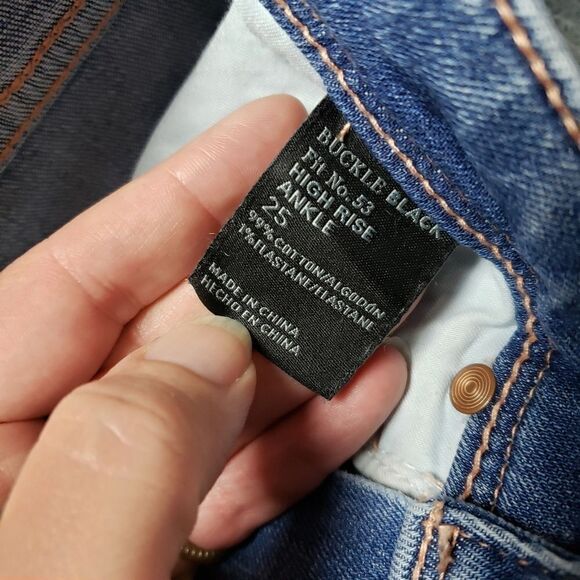 BUCKLE BLACK
Fit No. 53
HIGH RISE
ANKLE
25
99% COTTON/ALGODÓN
1% ELASTANE/ELASTANE
MADE IN CHINA
HECHO EN CHINA